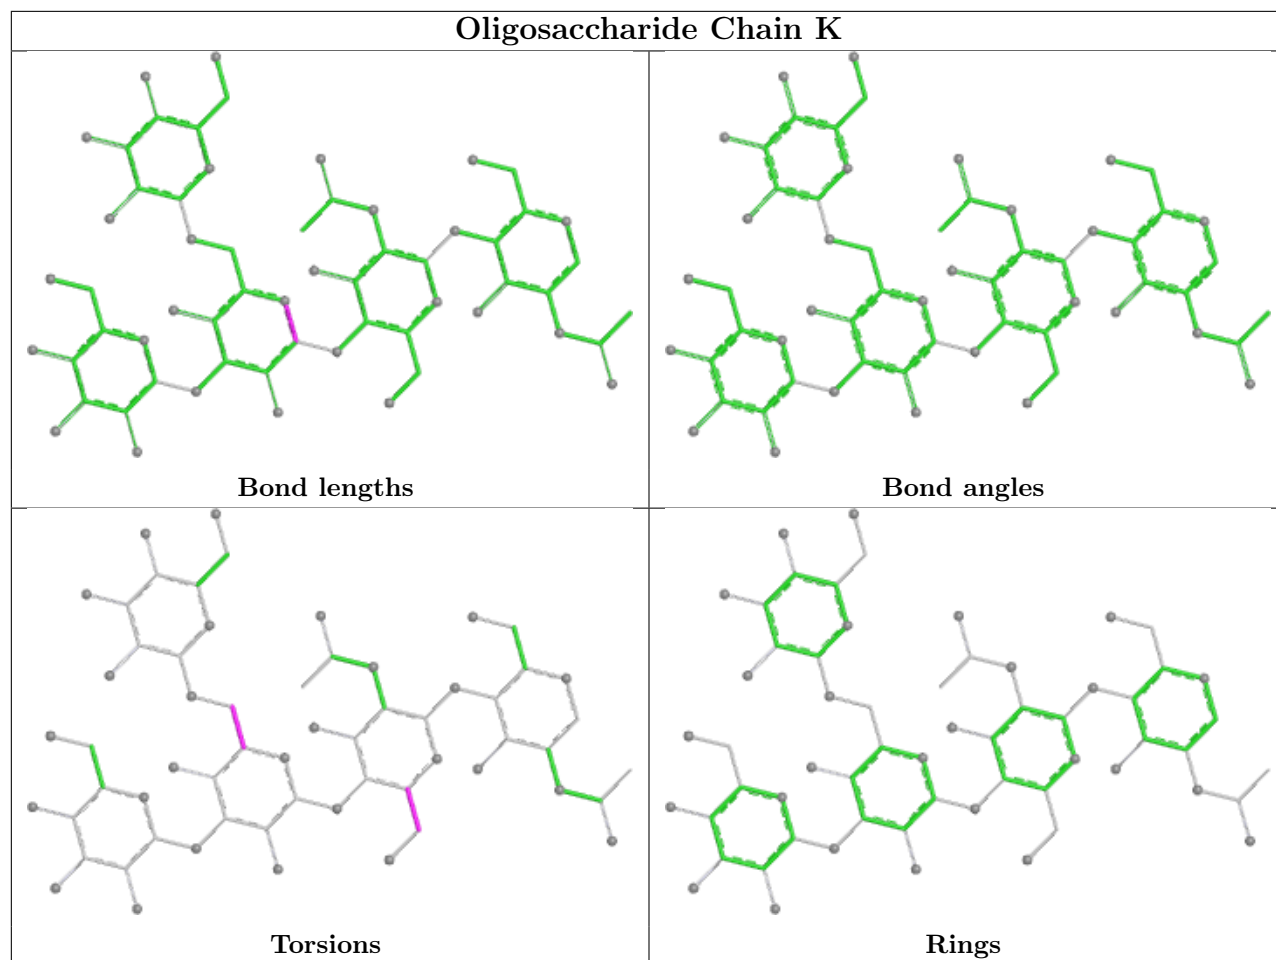 Oligosaccharide Chain K
Bond lengths
Bond angles
Torsions
Rings